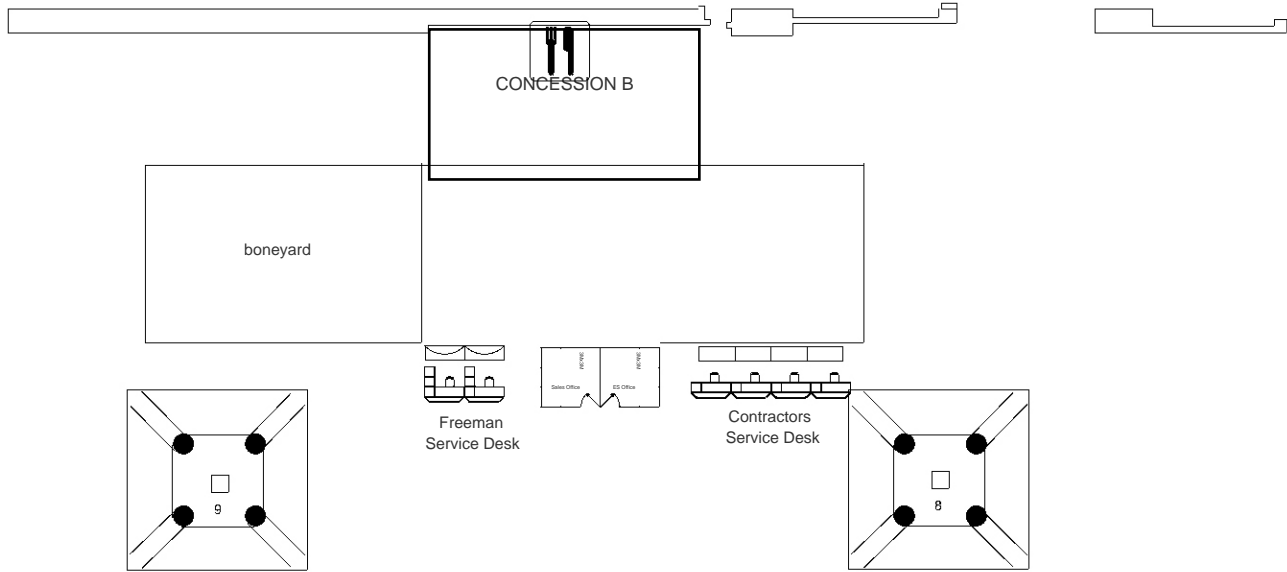 CONCESSION B
boneyard
Sales Office
ES Office
Freeman
Service Desk
Contractors
Service Desk
9
8